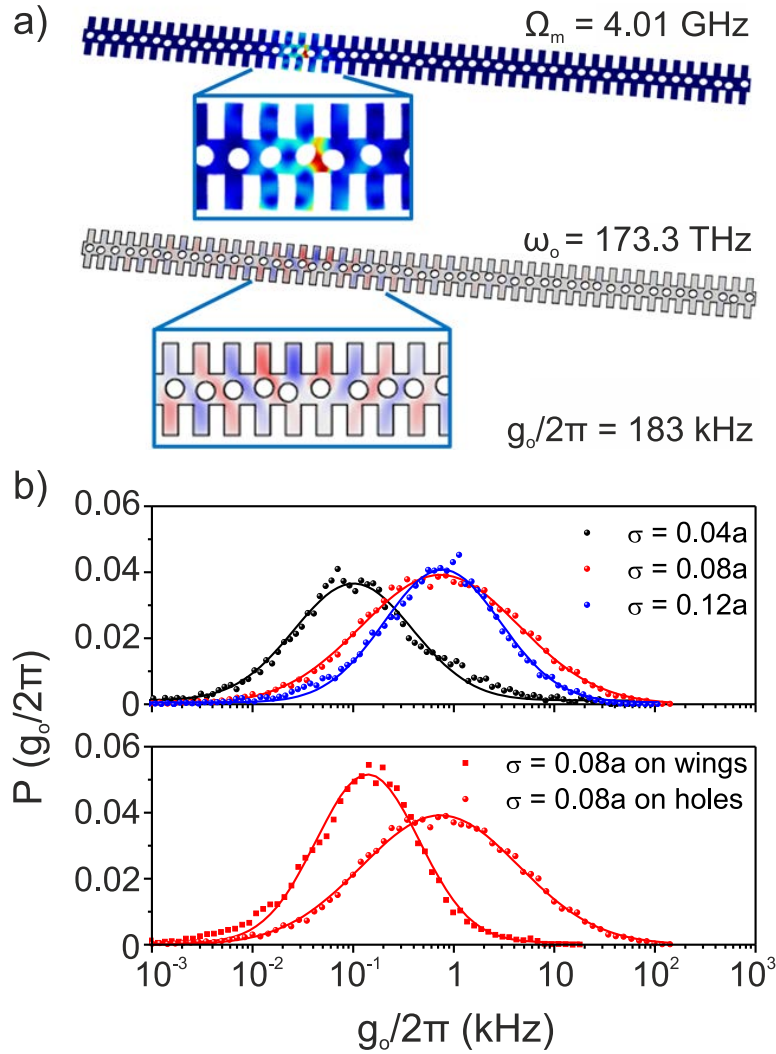 a)
Ωm = 4.01 GHz
ωo = 173.3 THz
go/2π = 183 kHz
b)
0.06
0.04
0.02
0
σ = 0.04a
σ = 0.08a
σ = 0.12a
P (go/2π)
0.06
0.04
0.02
0
σ = 0.08a on wings
σ = 0.08a on holes
10⁻³ 10⁻² 10⁻¹ 1 10 10² 10³
go/2π (kHz)